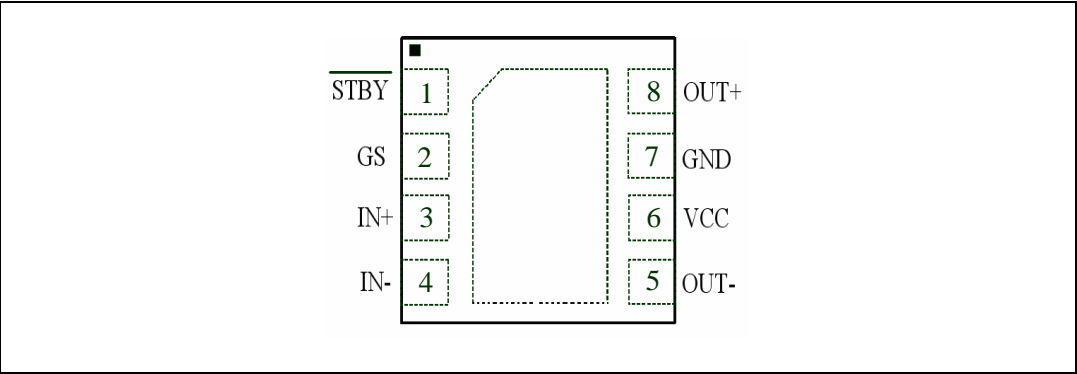 STBY 1 8 OUT+
GS 2 7 GND
IN+ 3 6 VCC
IN- 4 5 OUT-